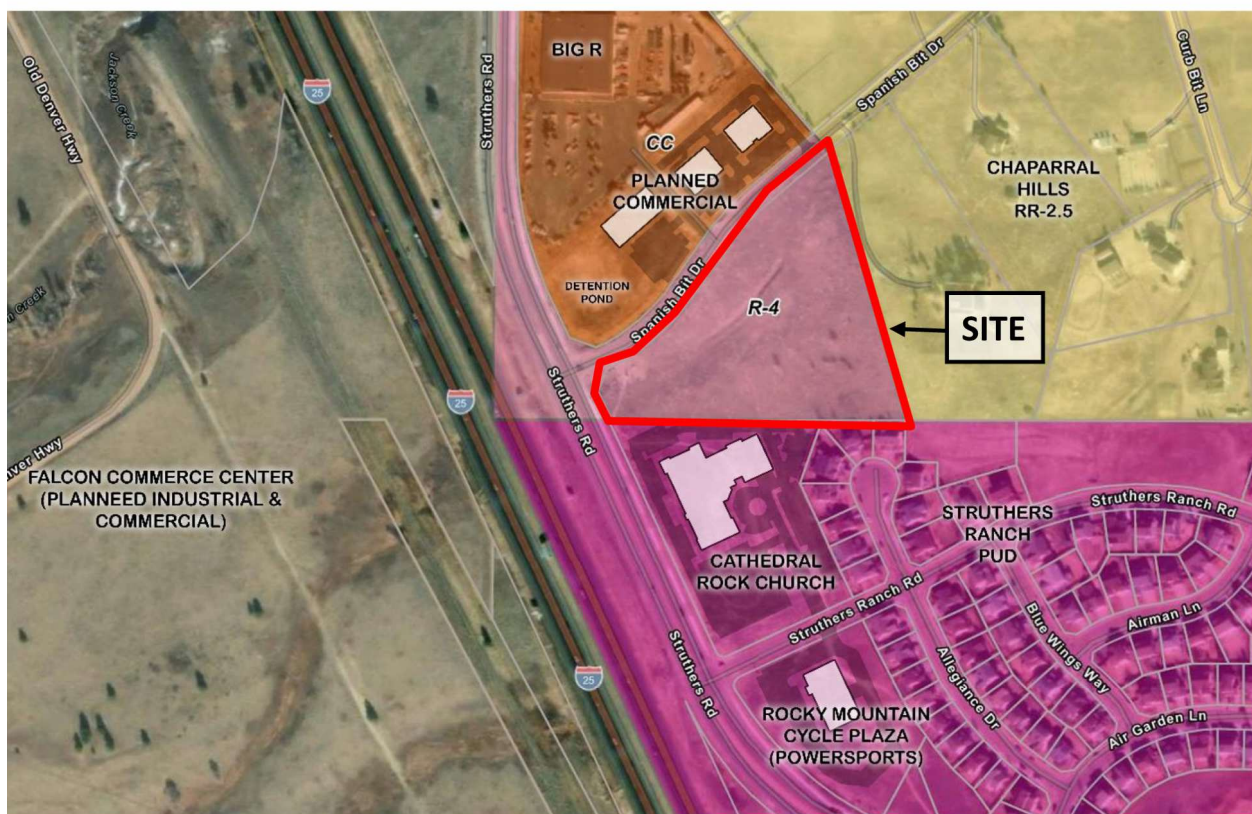 Old Denver Hwy
Jackson Creek
25
Struthers Rd
BIG R
Spanish Bit Dr
Curb Bit Ln
CC
PLANNED
COMMERCIAL
CHAPARRAL
HILLS
RR-2.5
DETENTION
POND
Spanish Bit Dr
R-4
SITE
Creek
Struthers Rd
25
nver Hwy
FALCON COMMERCE CENTER
(PLANNEED INDUSTRIAL &
COMMERCIAL)
CATHEDRAL
ROCK CHURCH
STRUTHERS
RANCH
PUD
Struthers Ranch Rd
Struthers Ranch Rd
Airman Ln
Blue Wings Way
Allegiance Dr
Air Garden Ln
Struthers Rd
25
ROCKY MOUNTAIN
CYCLE PLAZA
(POWERSPORTS)